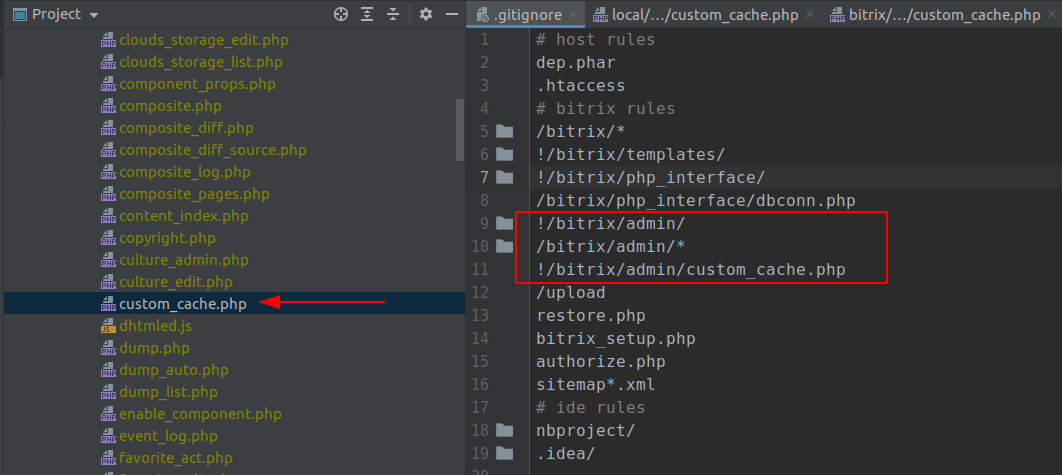 Project
clouds_storage_edit.php
clouds_storage_list.php
component_props.php
composite.php
composite_diff.php
composite_diff_source.php
composite_log.php
composite_pages.php
content_index.php
copyright.php
culture_admin.php
culture_edit.php
custom_cache.php
dhtmled.js
dump.php
dump_auto.php
dump_list.php
enable_component.php
event_log.php
favorite_act.php
.gitignore
local/.../custom_cache.php
bitrix/.../custom_cache.php
1 # host rules
2 dep.phar
3 .htaccess
4 # bitrix rules
5 /bitrix/*
6 !/bitrix/templates/
7 !/bitrix/php_interface/
8 /bitrix/php_interface/dbconn.php
9 !/bitrix/admin/
10 /bitrix/admin/*
11 !/bitrix/admin/custom_cache.php
12 /upload
13 restore.php
14 bitrix_setup.php
15 authorize.php
16 sitemap*.xml
17 # ide rules
18 nbproject/
19 .idea/